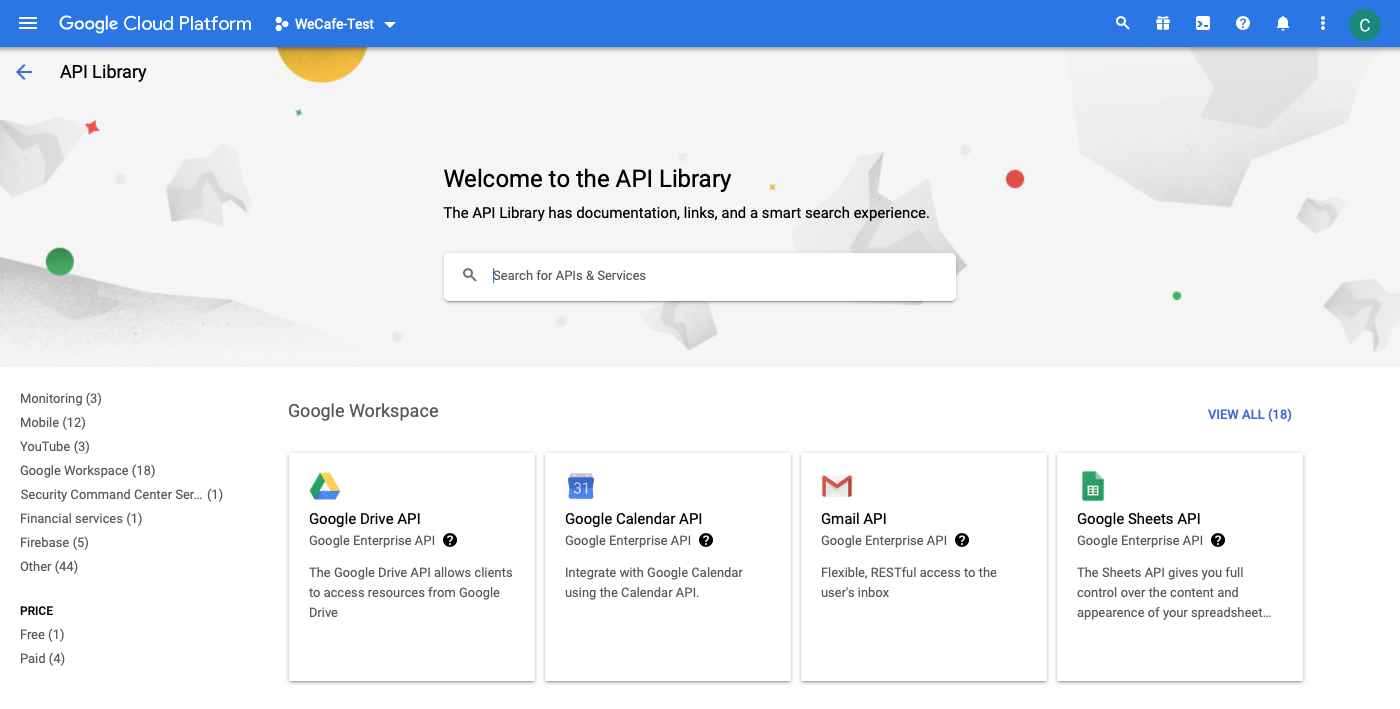 Google Cloud Platform
WeCafe-Test
C
API Library
Welcome to the API Library
The API Library has documentation, links, and a smart search experience.
Search for APIs & Services
Monitoring (3)
Mobile (12)
YouTube (3)
Google Workspace (18)
Security Command Center Ser... (1)
Financial services (1)
Firebase (5)
Other (44)
PRICE
Free (1)
Paid (4)
Google Workspace
VIEW ALL (18)
Google Drive API
Google Enterprise API
The Google Drive API allows clients
to access resources from Google
Drive
31
Google Calendar API
Google Enterprise API
Integrate with Google Calendar
using the Calendar API.
Gmail API
Google Enterprise API
Flexible, RESTful access to the
user's inbox
Google Sheets API
Google Enterprise API
The Sheets API gives you full
control over the content and
appearence of your spreadsheet...